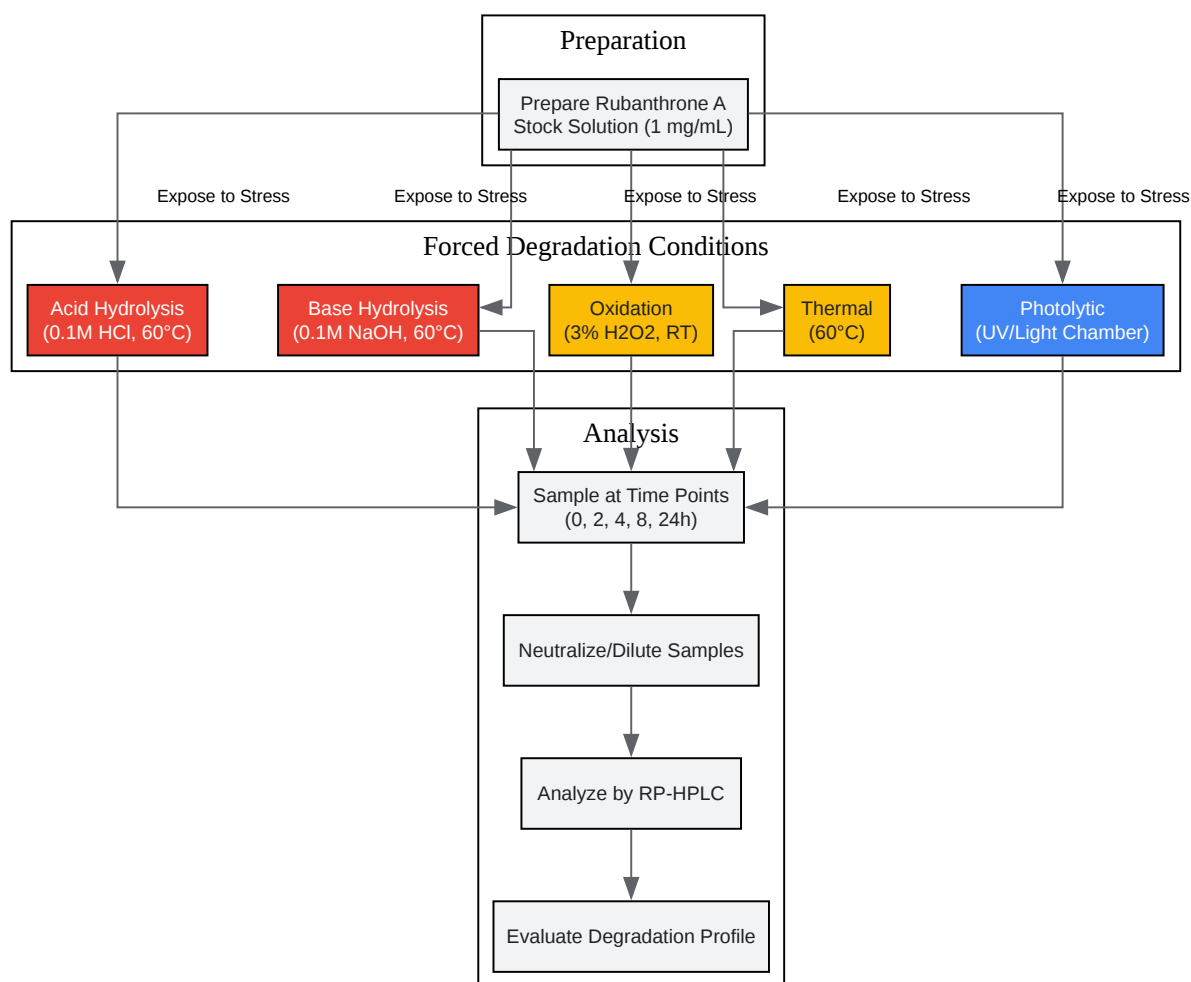 Preparation
Prepare Rubanthrone A
Stock Solution (1 mg/mL)
Expose to Stress
Expose to Stress
Expose to Stress
Expose to Stress
Expose to Stress
Forced Degradation Conditions
Acid Hydrolysis
(0.1M HCl, 60°C)
Base Hydrolysis
(0.1M NaOH, 60°C)
Oxidation
(3% H2O2, RT)
Thermal
(60°C)
Photolytic
(UV/Light Chamber)
Analysis
Sample at Time Points
(0, 2, 4, 8, 24h)
Neutralize/Dilute Samples
Analyze by RP-HPLC
Evaluate Degradation Profile